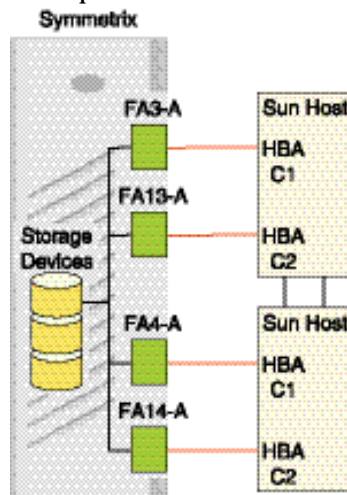 Symmetrix
FA3-A
Sun Host
HBA
C1
FA13-A
HBA
C2
Storage
Devices
FA4-A
Sun Host
HBA
C1
FA14-A
HBA
C2